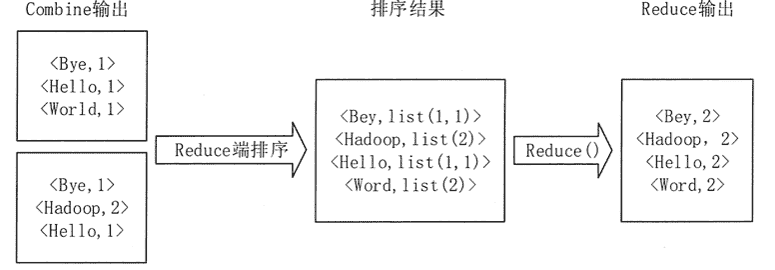 Combine输出
<Bye,1>
<Hello,1>
<World,1>
<Bye,1>
<Hadoop,2>
<Hello,1>
Reduce端排序
排序结果
<Bey,list(1,1)>
<Hadoop,list(2)>
<Hello,list(1,1)>
<Word,list(2)>
Reduce()
Reduce输出
<Bey,2>
<Hadoop, 2>
<Hello,2>
<Word,2>